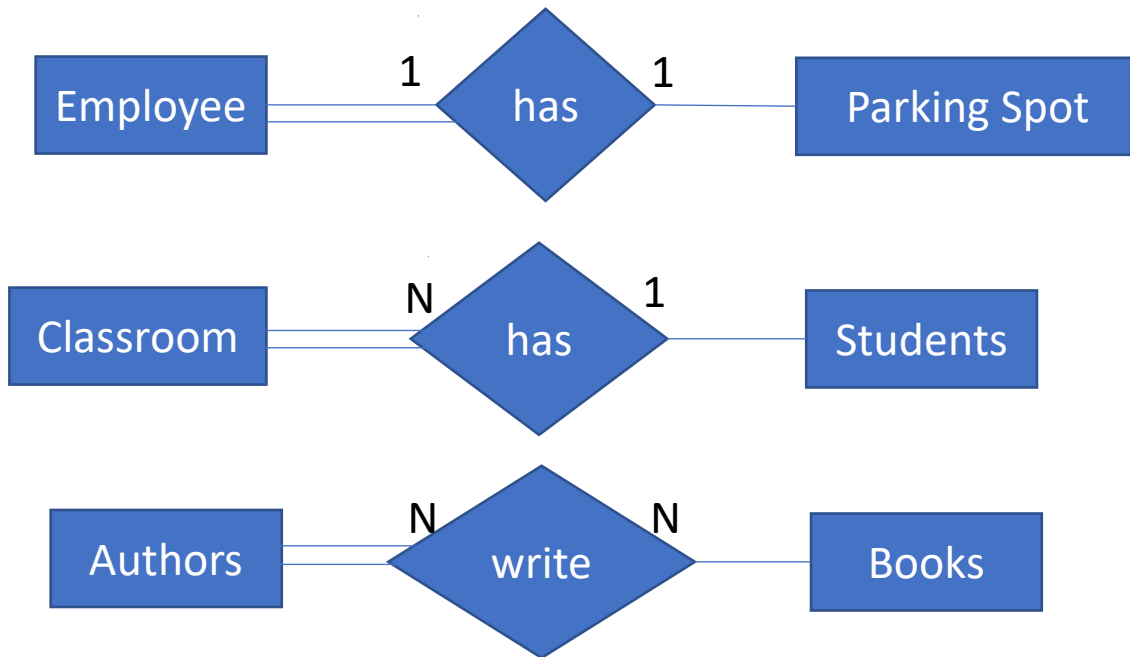 1 1
Employee has Parking Spot
N 1
Classroom has Students
N N
Authors write Books